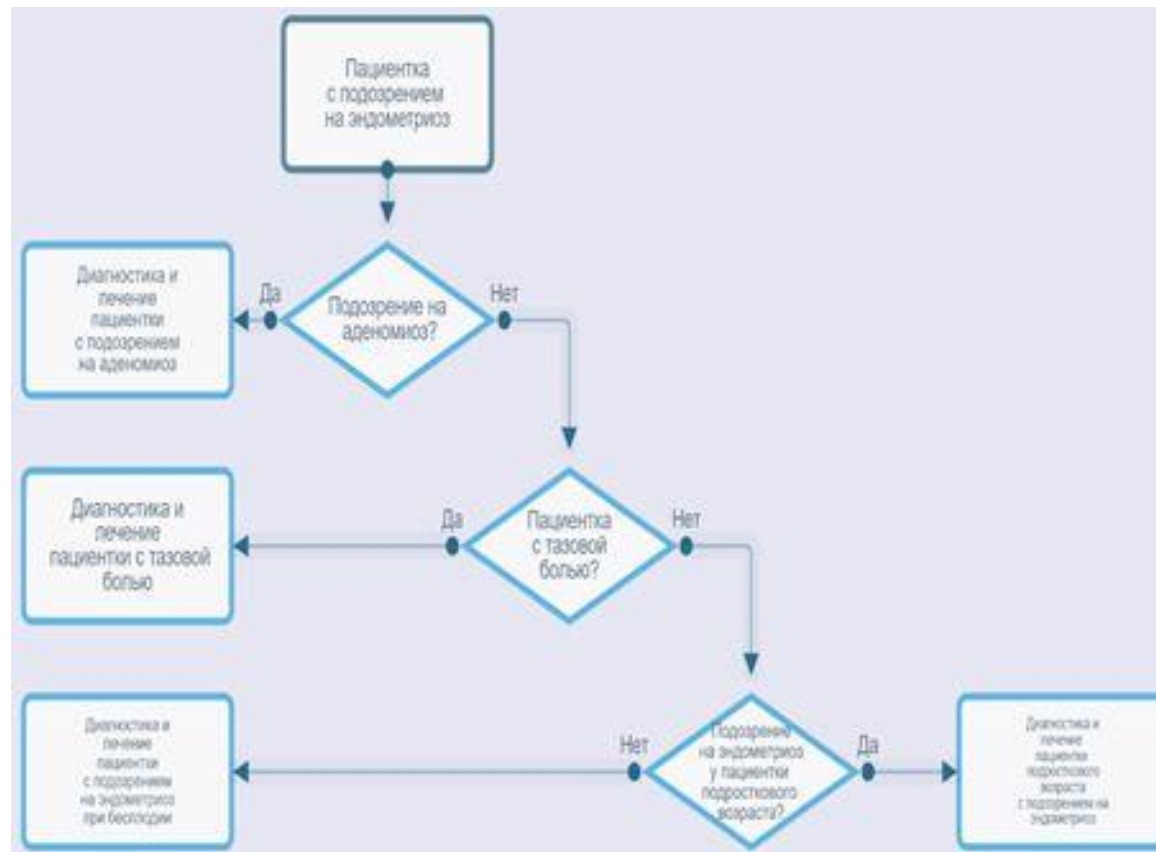 Пациентка
с подозрением
на эндометриоз
Диагностика и
лечение
пациентки
с подозрением
на аденомиоз
Да
Подозрение на
аденомиоз?
Нет
Диагностика и
лечение
пациентки с тазовой
болью
Да
Пациентка
с тазовой
болью?
Нет
Диагностика и
лечение
пациентки
с подозрением
на эндометриоз
при бесплодии
Нет
Подозрение
на эндометриоз
у пациентки
подросткового
возраста?
Да
Диагностика и
лечение
пациентки
подросткового
возраста
с подозрением на
эндометриоз